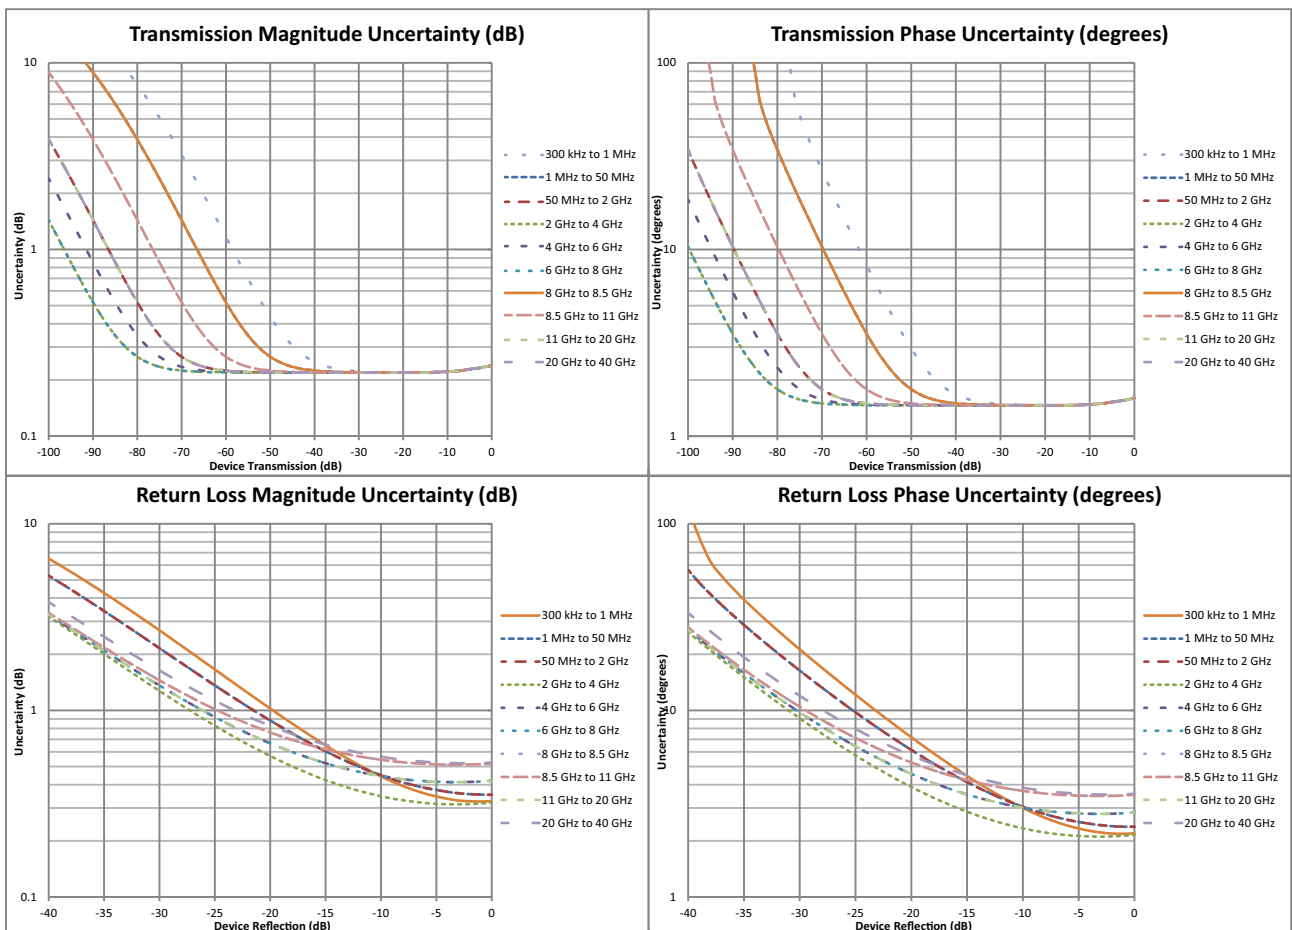 Transmission Magnitude Uncertainty (dB)
10
1
0.1
Uncertainty (dB)
-100 -90 -80 -70 -60 -50 -40 -30 -20 -10 0
Device Transmission (dB)
300 kHz to 1 MHz
1 MHz to 50 MHz
50 MHz to 2 GHz
2 GHz to 4 GHz
4 GHz to 6 GHz
6 GHz to 8 GHz
8 GHz to 8.5 GHz
8.5 GHz to 11 GHz
11 GHz to 20 GHz
20 GHz to 40 GHz
Transmission Phase Uncertainty (degrees)
100
10
1
Uncertainty (degrees)
-100 -90 -80 -70 -60 -50 -40 -30 -20 -10 0
Device Transmission (dB)
300 kHz to 1 MHz
1 MHz to 50 MHz
50 MHz to 2 GHz
2 GHz to 4 GHz
4 GHz to 6 GHz
6 GHz to 8 GHz
8 GHz to 8.5 GHz
8.5 GHz to 11 GHz
11 GHz to 20 GHz
20 GHz to 40 GHz
Return Loss Magnitude Uncertainty (dB)
10
1
0.1
Uncertainty (dB)
-40 -35 -30 -25 -20 -15 -10 -5 0
Device Reflection (dB)
300 kHz to 1 MHz
1 MHz to 50 MHz
50 MHz to 2 GHz
2 GHz to 4 GHz
4 GHz to 6 GHz
6 GHz to 8 GHz
8 GHz to 8.5 GHz
8.5 GHz to 11 GHz
11 GHz to 20 GHz
20 GHz to 40 GHz
Return Loss Phase Uncertainty (degrees)
100
10
1
Uncertainty (degrees)
-40 -35 -30 -25 -20 -15 -10 -5 0
Device Reflection (dB)
300 kHz to 1 MHz
1 MHz to 50 MHz
50 MHz to 2 GHz
2 GHz to 4 GHz
4 GHz to 6 GHz
6 GHz to 8 GHz
8 GHz to 8.5 GHz
8.5 GHz to 11 GHz
11 GHz to 20 GHz
20 GHz to 40 GHz